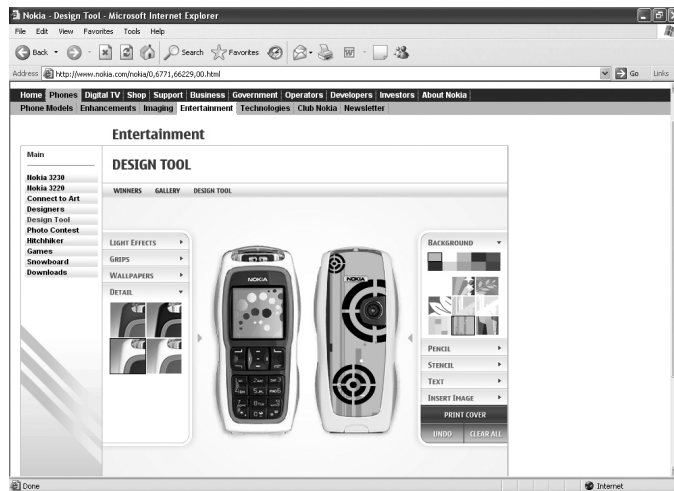 Nokia - Design Tool - Microsoft Internet Explorer
File Edit View Favorites Tools Help
Back Search Favorites
Address http://www.nokia.com/nokia/0,6771,66229,00.html Go Links
Home Phones Digital TV Shop Support Business Government Operators Developers Investors About Nokia
Phone Models Enhancements Imaging Entertainment Technologies Club Nokia Newsletter
Entertainment
Main
DESIGN TOOL
Nokia 3230
Nokia 3220
Connect to Art
Designers
Design Tool
Photo Contest
Hitchhiker
Games
Snowboard
Downloads
WINNERS GALLERY DESIGN TOOL
LIGHT EFFECTS
GRIPS
WALLPAPERS
DETAIL
NOKIA
NOKIA
BACKGROUND
PENCIL
STENCIL
TEXT
INSERT IMAGE
PRINT COVER
UNDO CLEAR ALL
Done Internet